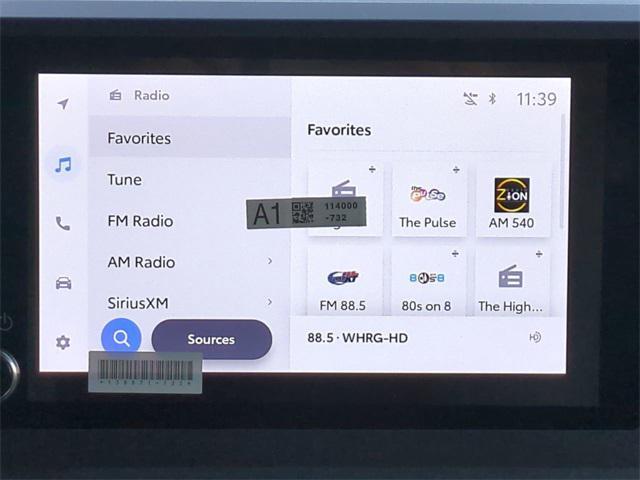 Radio
11:39
Favorites
Tune
FM Radio
AM Radio
SiriusXM
Sources
Favorites
A1
114000
-732
The Pulse
ZION
AM 540
FM 88.5
80s on 8
The High...
88.5 · WHRG-HD